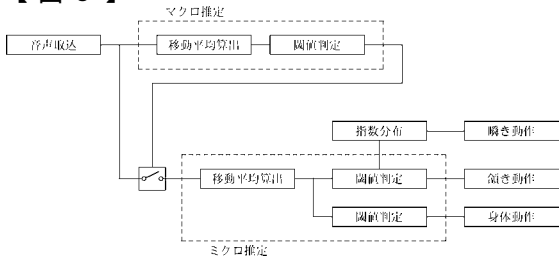 マクロ推定
音声取込
移動平均算出
閾値判定
指数分布
瞬き動作
移動平均算出
閾値判定
頷き動作
閾値判定
身体動作
ミクロ推定